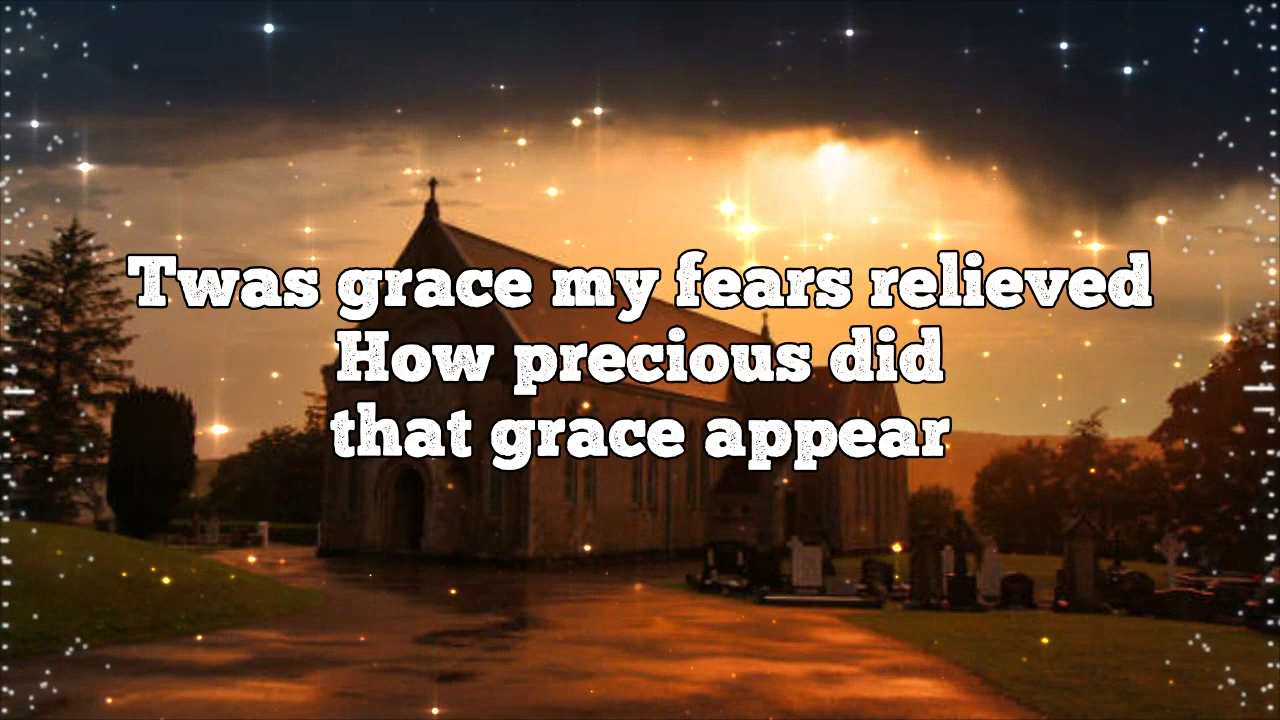 Twas grace my fears relieved
How precious did
that grace appear